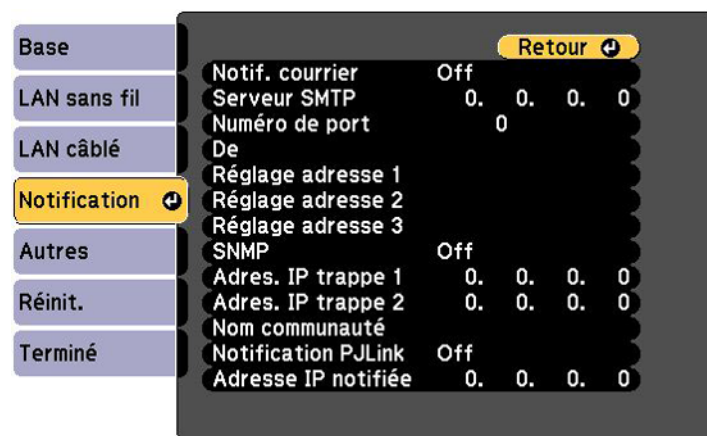 Base
LAN sans fil
LAN câblé
Notification
Autres
Réinit.
Terminé
Retour
Notif. courrier Off
Serveur SMTP 0. 0. 0. 0
Numéro de port 0
De
Réglage adresse 1
Réglage adresse 2
Réglage adresse 3
SNMP Off
Adres. IP trappe 1 0. 0. 0. 0
Adres. IP trappe 2 0. 0. 0. 0
Nom communauté
Notification PJLink Off
Adresse IP notifiée 0. 0. 0. 0